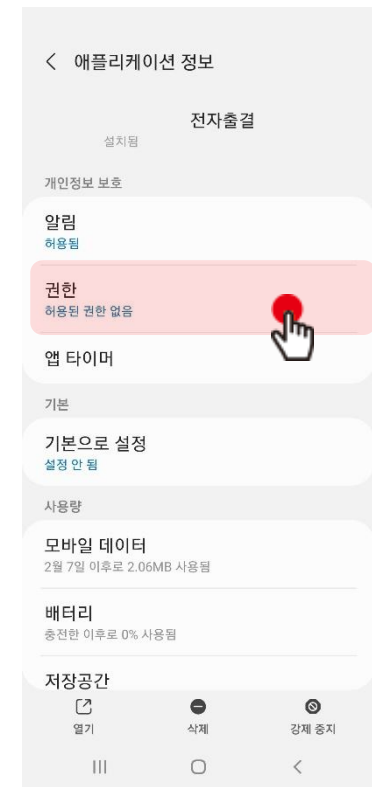 애플리케이션 정보
전자출결
설치됨
개인정보 보호
알림
허용됨
권한
허용된 권한 없음
앱 타이머
기본
기본으로 설정
설정 안 됨
사용량
모바일 데이터
2월 7일 이후로 2.06MB 사용됨
배터리
충전한 이후로 0% 사용됨
저장공간
열기 삭제 강제 중지